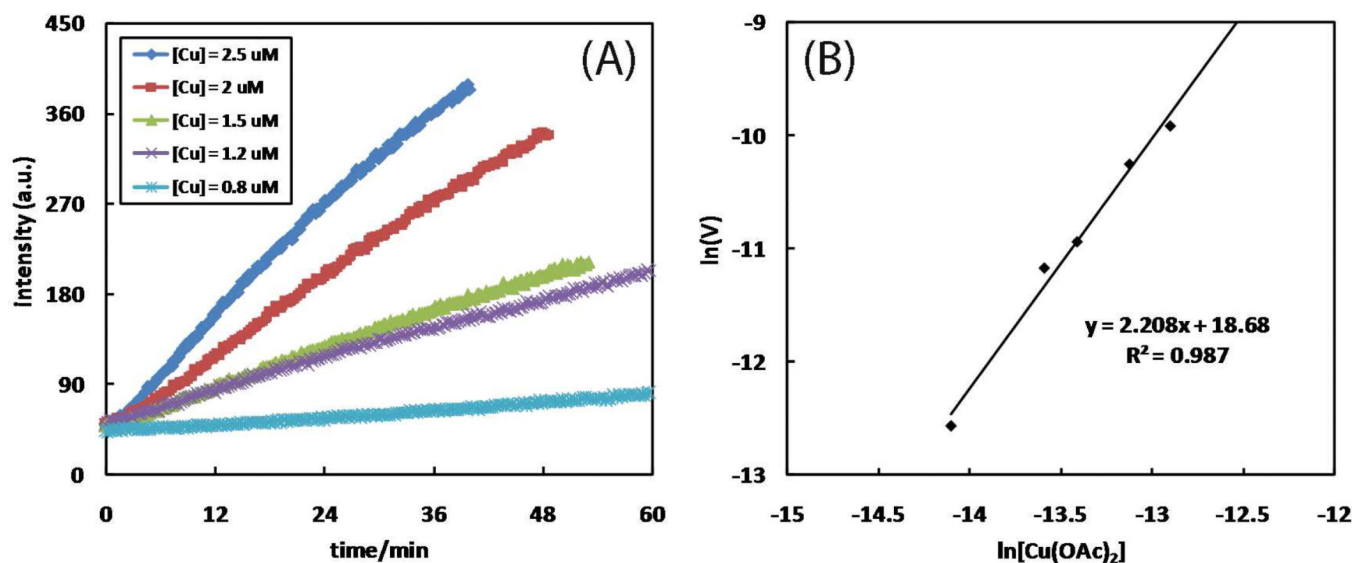 (A)
[Cu] = 2.5 uM
[Cu] = 2 uM
[Cu] = 1.5 uM
[Cu] = 1.2 uM
[Cu] = 0.8 uM
intensity (a.u.)
450
360
270
180
90
0
0 12 24 36 48 60
time/min
(B)
ln(V)
-9
-10
-11
-12
-13
y = 2.208x + 18.68
R² = 0.987
-15 -14.5 -14 -13.5 -13 -12.5 -12
ln[Cu(OAc)₂]